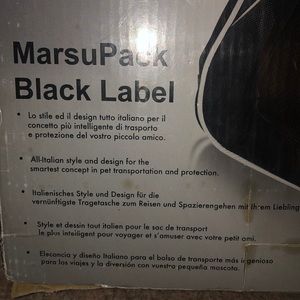 MarsuPack
Black Label
• Lo stile ed il design tutto italiano per il
concetto più intelligente di trasporto
e protezione del vostro piccolo amico.
• All-Italian style and design for the
smartest concept in pet transportation and protection.
• Italienisches Style und Design für die
vernünftigste Tragetasche zum Reisen und Spazierengehen mit Ihrem Liebling
• Style et dessin tout italien pour le sac de transport
le plus inteligent pour voyager et s'amuser avec votre petit ami.
• Elegancia y diseño Italiano para el bolso de transporte más ingenioso
para los viajes y la diversión con vuestra pequeña mascota.